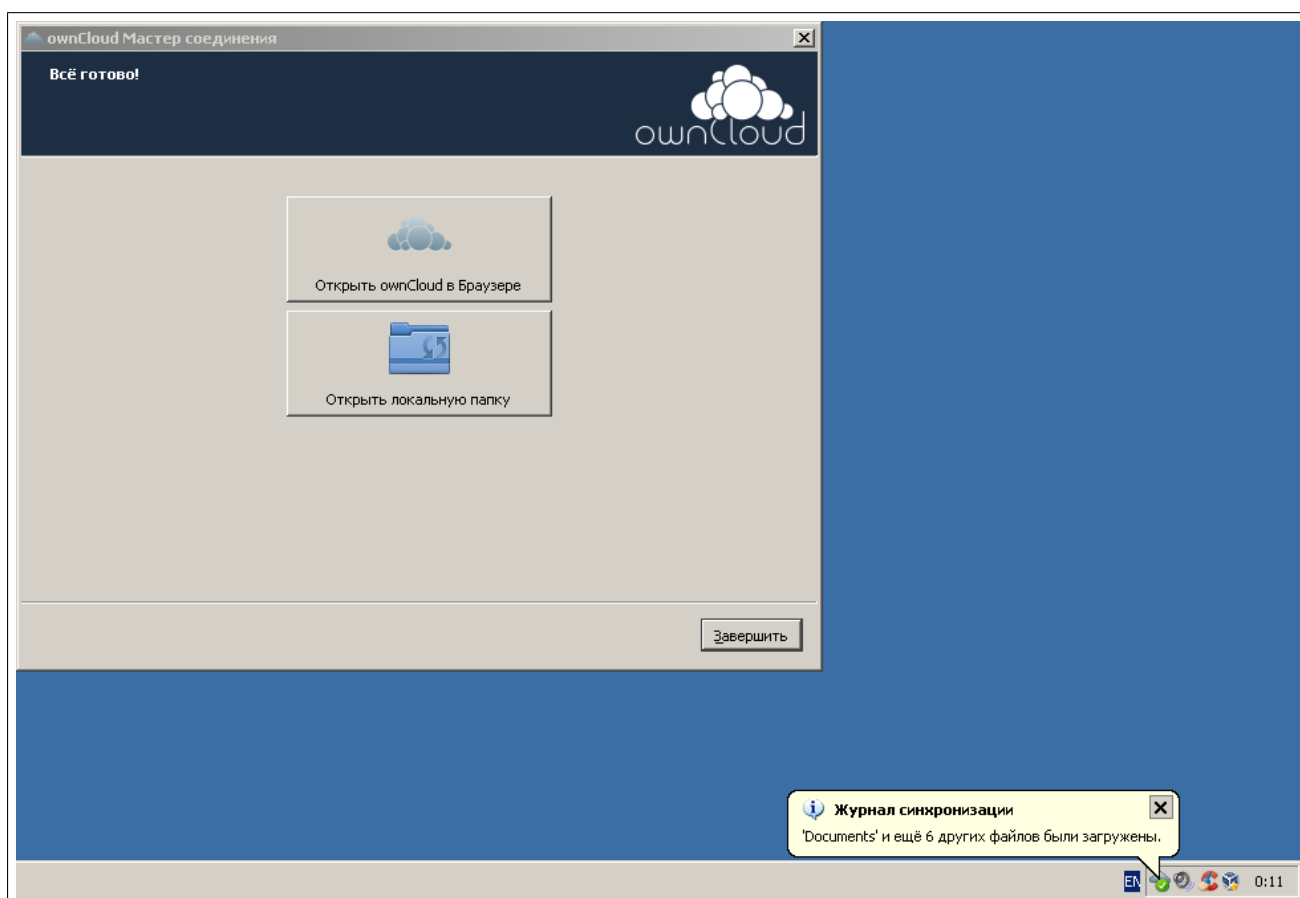 ownCloud Мастер соединения
Всё готово!
ownCloud
Открыть ownCloud в Браузере
Открыть локальную папку
Завершить
Журнал синхронизации
'Documents' и ещё 6 других файлов были загружены.
EN
0:11